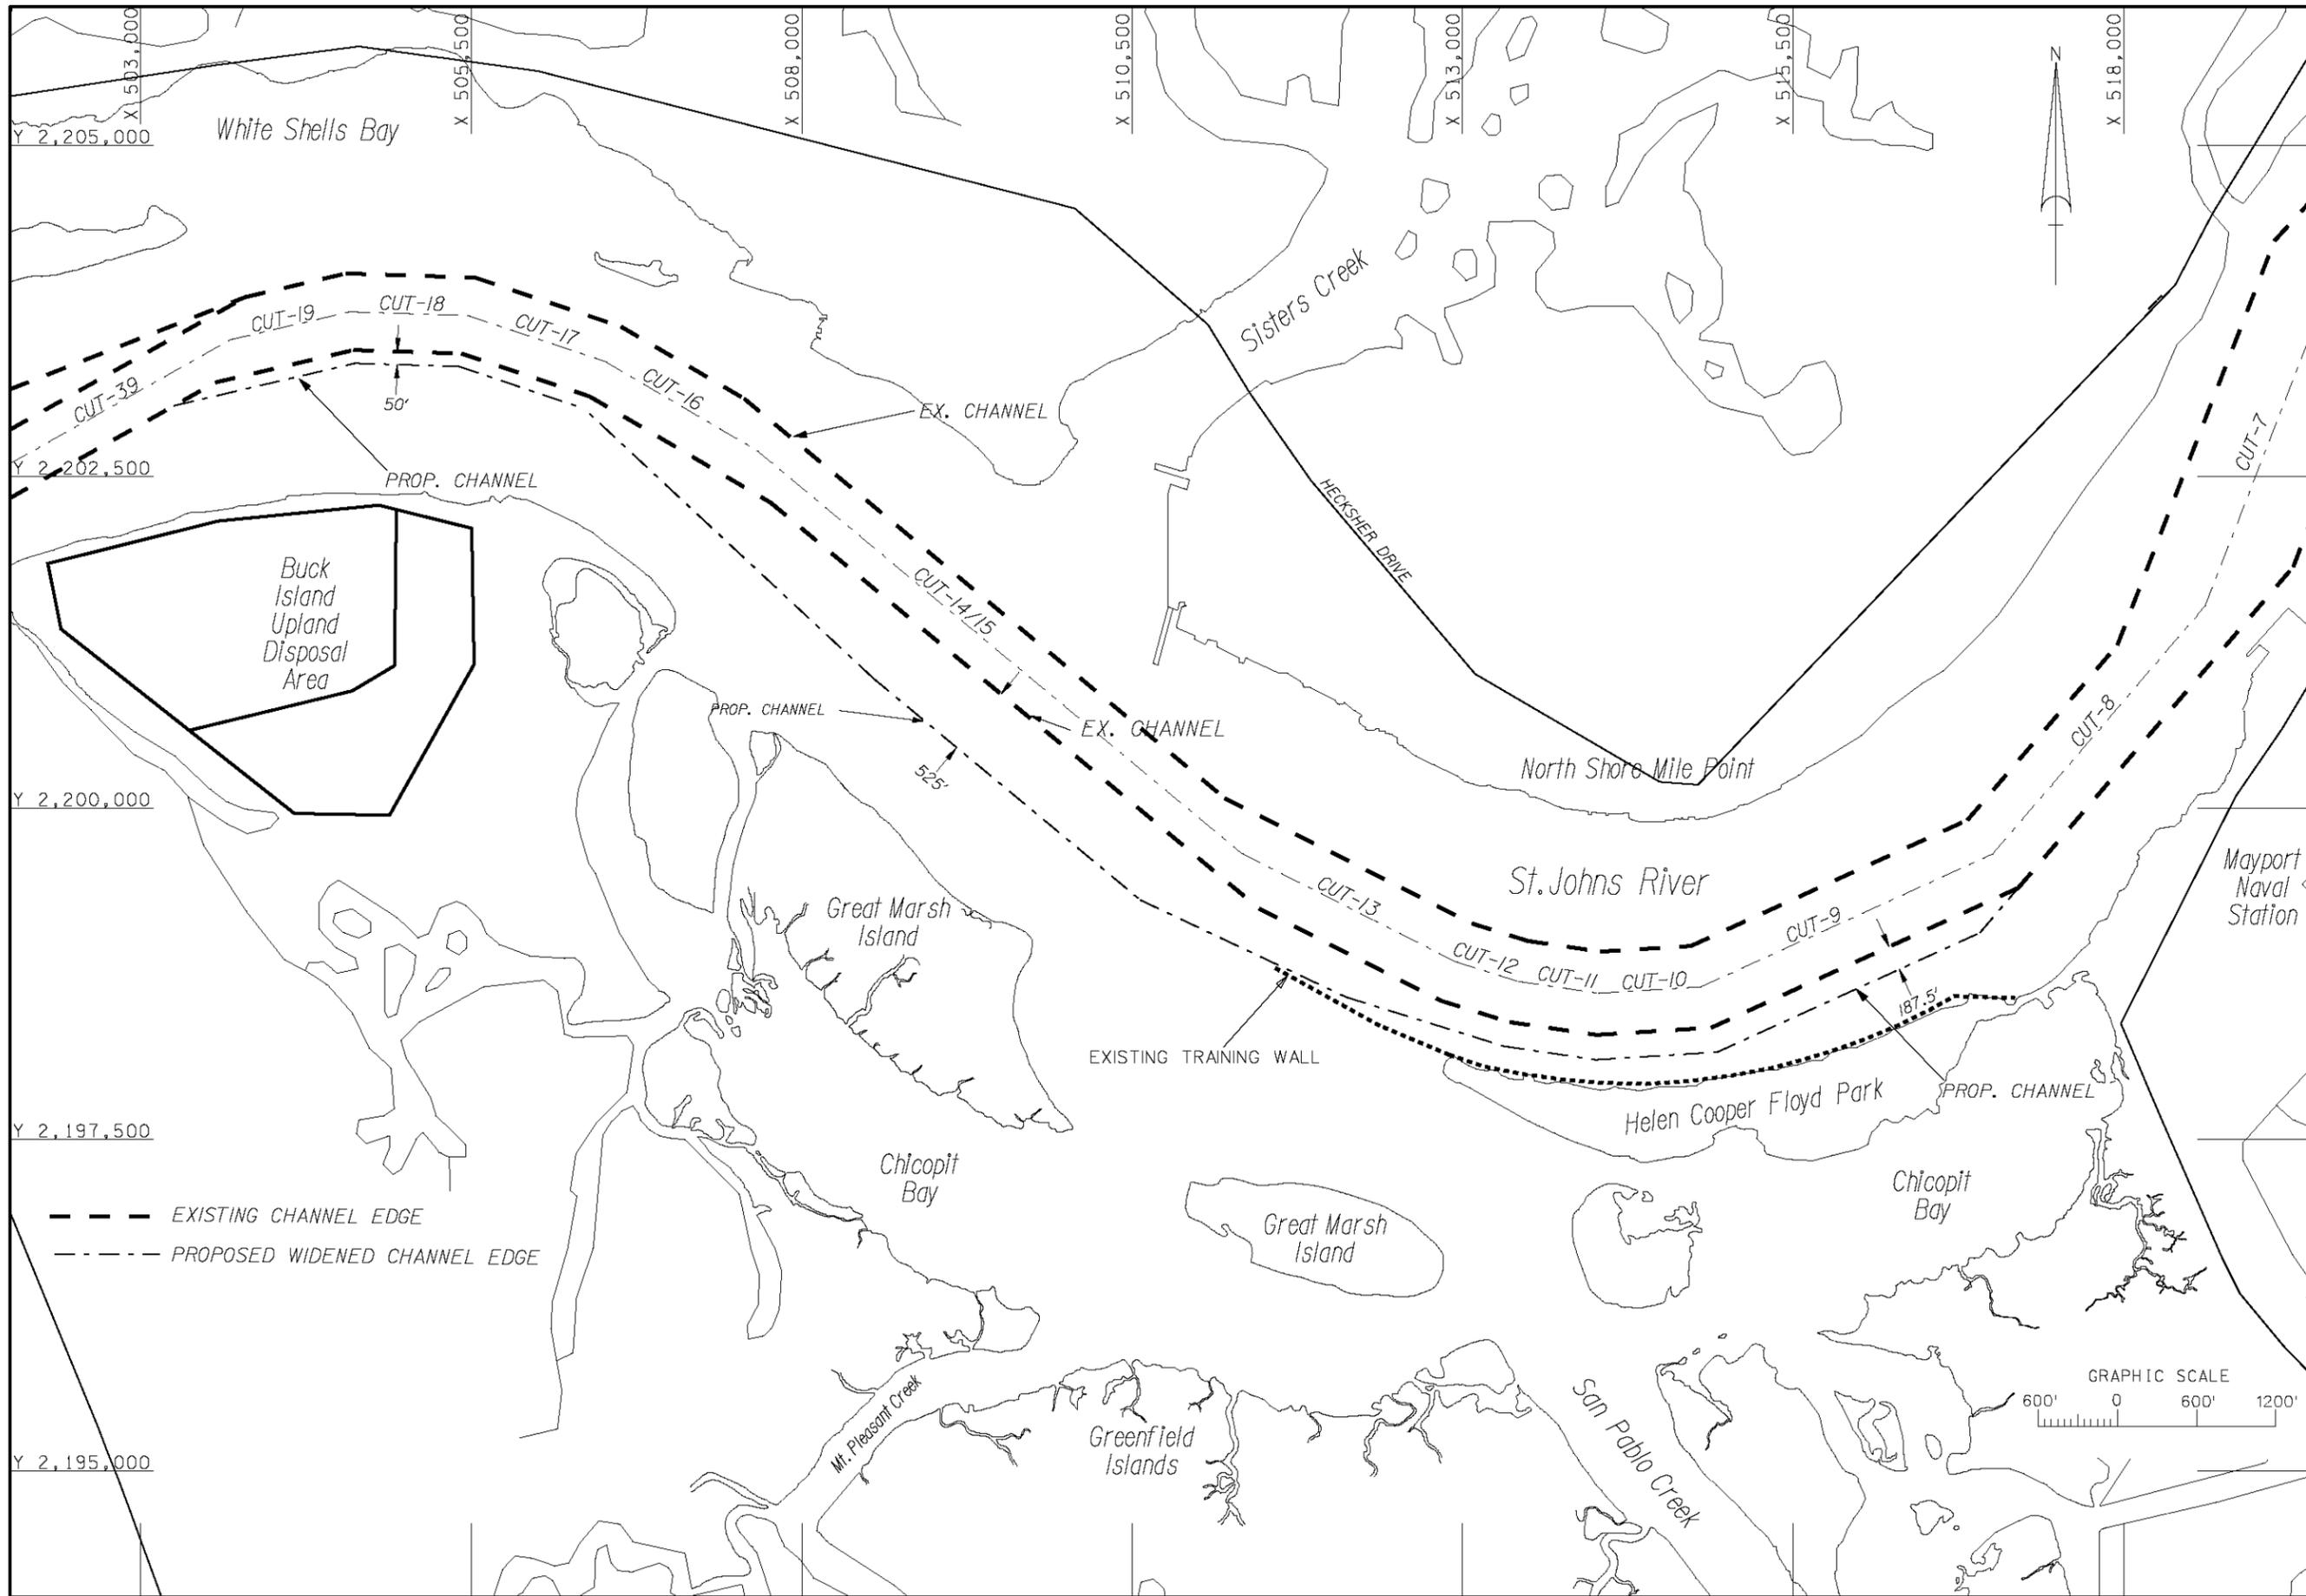 X 503,000
X 505,500
X 508,000
X 510,500
X 513,000
X 515,500
X 518,000
N
White Shells Bay
Y 2,205,000
Sisters Creek
CUT-18
CUT-19
CUT-17
CUT-39
50'
CUT-16
EX. CHANNEL
CUT-7
Y 2,202,500
PROP. CHANNEL
HECKSHER DRIVE
Buck
Island
Upland
Disposal
Area
CUT-14/15
PROP. CHANNEL
EX. CHANNEL
CUT-8
525'
North Shore Mile Point
Y 2,200,000
St.Johns River
Mayport
Naval
Station
CUT-13
Great Marsh
Island
CUT-9
CUT-12
CUT-11
CUT-10
187.5'
EXISTING TRAINING WALL
Helen Cooper Floyd Park
PROP. CHANNEL
Y 2,197,500
Chicopit
Bay
Chicopit
Bay
EXISTING CHANNEL EDGE
Great Marsh
Island
PROPOSED WIDENED CHANNEL EDGE
GRAPHIC SCALE
600' 0 600' 1200'
Mt. Pleasant Creek
San Pablo Creek
Greenfield
Islands
Y 2,195,000